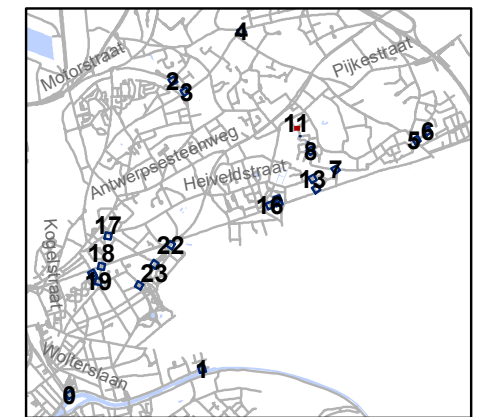 4
Motorstraat
Pijkestraat
2
3
11
6
5
Antwerpsesteenweg
8
Heiveldstraat
7
13
16
17
Kogelstraat
22
18
23
19
Wolterslaan
1
0